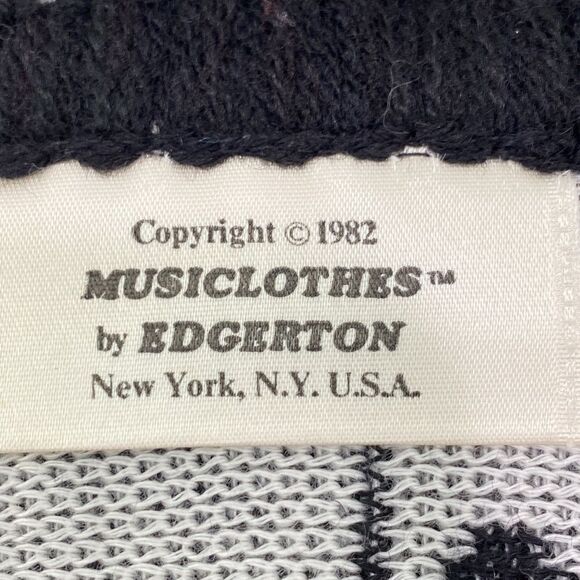 Copyright © 1982
MUSICLOTHES™
by EDGERTON
New York, N.Y. U.S.A.